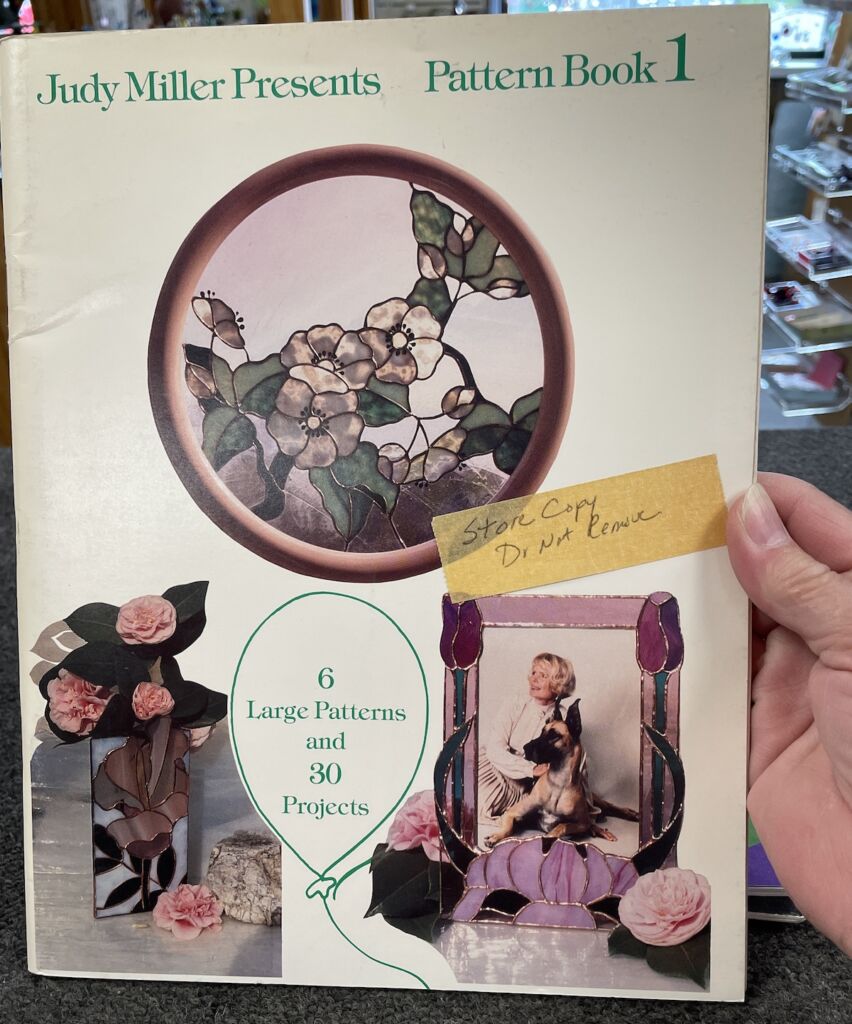 Judy Miller Presents Pattern Book 1
Store Copy
Do Not Remove
6
Large Patterns
and
30
Projects